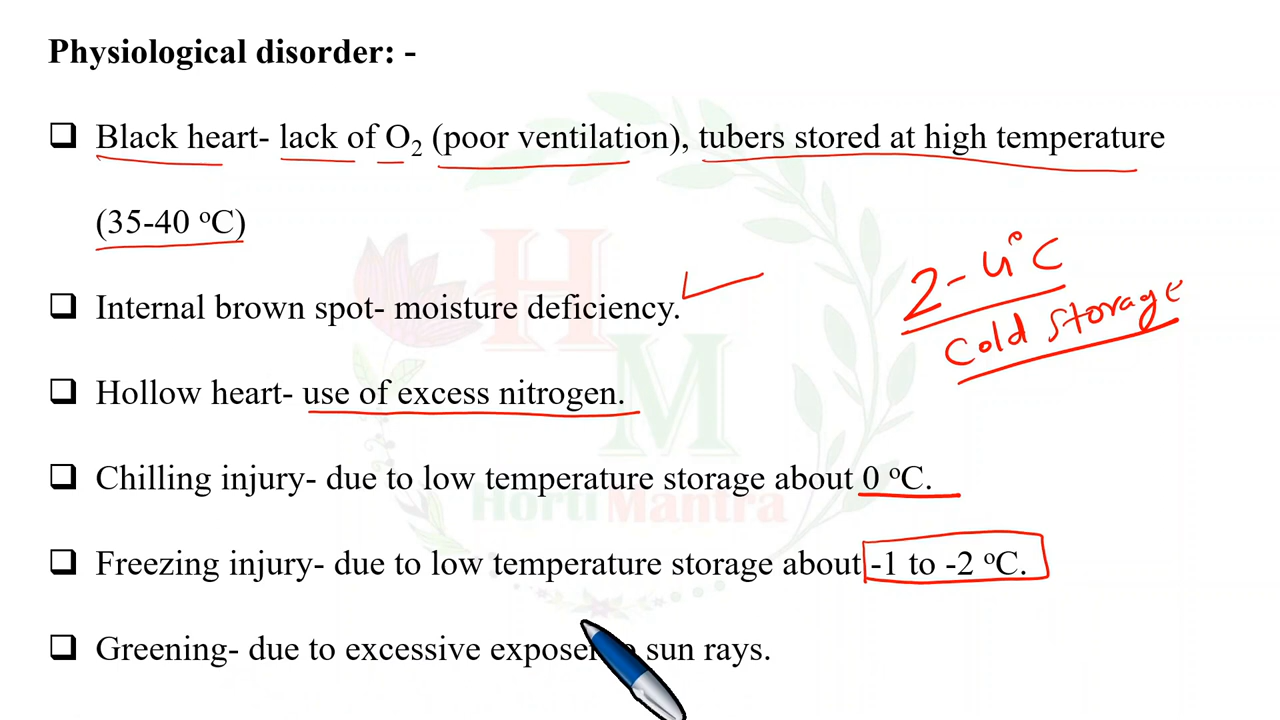 Physiological disorder: -
Black heart- lack of O₂ (poor ventilation), tubers stored at high temperature
(35-40 °C)
2-4°C
Cold Storage
Internal brown spot- moisture deficiency.
Hollow heart- use of excess nitrogen.
HM
Chilling injury- due to low temperature storage about 0 °C.
Horti Mantra
Freezing injury- due to low temperature storage about -1 to -2 °C.
Greening- due to excessive sun rays.